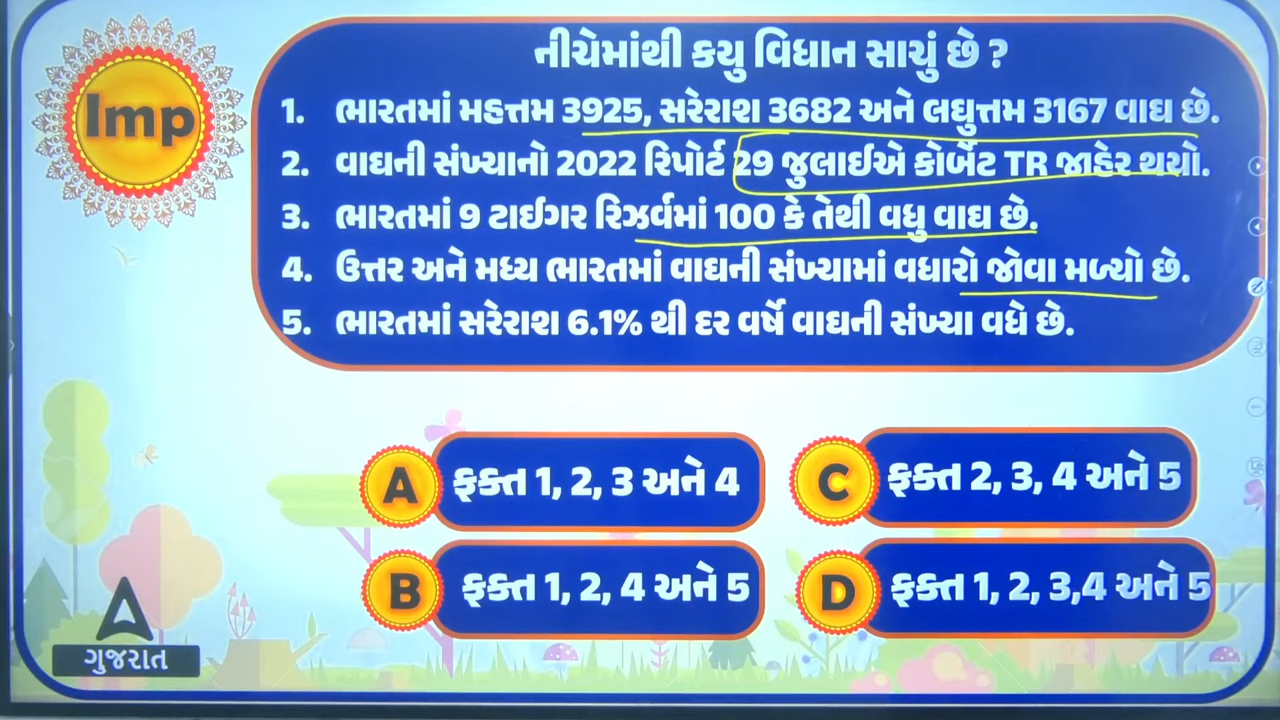 Imp
નીચેમાંથી કયુ વિધાન સાચું છે ?
1. ભારતમાં મહત્તમ 3925, સરેરાશ 3682 અને લઘુત્તમ 3167 વાઘ છે.
2. વાઘની સંખ્યાનો 2022 રિપોર્ટ 29 જુલાઈએ કોર્બેટ TR જાહેર થયો.
3. ભારતમાં 9 ટાઈગર રિઝર્વમાં 100 કે તેથી વધુ વાઘ છે.
4. ઉત્તર અને મધ્ય ભારતમાં વાઘની સંખ્યામાં વધારો જોવા મળ્યો છે.
5. ભારતમાં સરેરાશ 6.1% થી દર વર્ષે વાઘની સંખ્યા વધે છે.
A ફક્ત 1, 2, 3 અને 4
C ફક્ત 2, 3, 4 અને 5
B ફક્ત 1, 2, 4 અને 5
D ફક્ત 1, 2, 3,4 અને 5
ગુજરાત